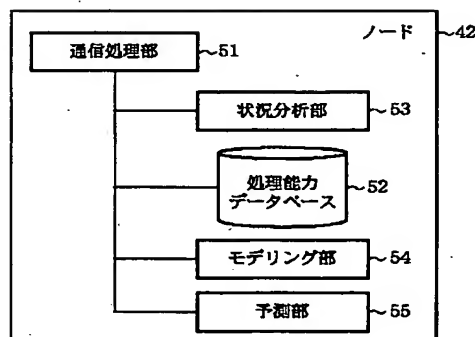 ノード 42
通信処理部 51
状況分析部 53
処理能力
データベース 52
モデリング部 54
予測部 55